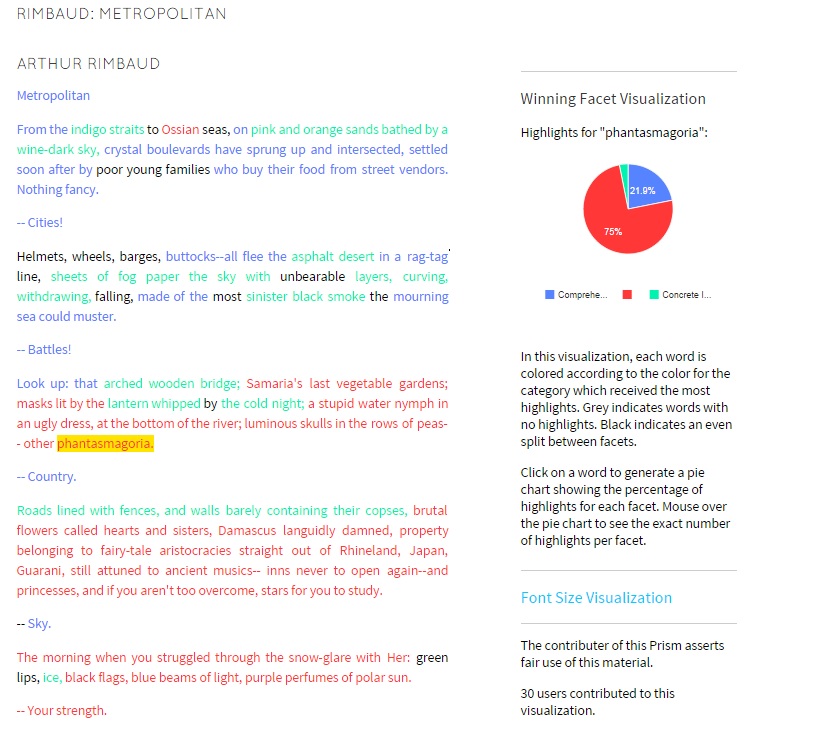 RIMBAUD: METROPOLITAN
ARTHUR RIMBAUD
Metropolitan
From the indigo straits to Ossian seas, on pink and orange sands bathed by a
wine-dark sky, crystal boulevards have sprung up and intersected, settled
soon after by poor young families who buy their food from street vendors.
Nothing fancy.
-- Cities!
Helmets, wheels, barges, buttocks--all flee the asphalt desert in a rag-tag
line, sheets of fog paper the sky with unbearable layers, curving,
withdrawing, falling, made of the most sinister black smoke the mourning
sea could muster.
-- Battles!
Look up: that arched wooden bridge; Samaria's last vegetable gardens;
masks lit by the lantern whipped by the cold night; a stupid water nymph in
an ugly dress, at the bottom of the river; luminous skulls in the rows of peas-
- other phantasmagoria.
-- Country.
Roads lined with fences, and walls barely containing their copses, brutal
flowers called hearts and sisters, Damascus languidly damned, property
belonging to fairy-tale aristocracies straight out of Rhineland, Japan,
Guarani, still attuned to ancient musics-- inns never to open again--and
princesses, and if you aren't too overcome, stars for you to study.
-- Sky.
The morning when you struggled through the snow-glare with Her: green
lips, ice, black flags, blue beams of light, purple perfumes of polar sun.
-- Your strength.
Winning Facet Visualization
Highlights for "phantasmagoria":
21.9%
75%
Comprehe...
Concrete I...
In this visualization, each word is
colored according to the color for the
category which received the most
highlights. Grey indicates words with
no highlights. Black indicates an even
split between facets.
Click on a word to generate a pie
chart showing the percentage of
highlights for each facet. Mouse over
the pie chart to see the exact number
of highlights per facet.
Font Size Visualization
The contributer of this Prism asserts
fair use of this material.
30 users contributed to this
visualization.